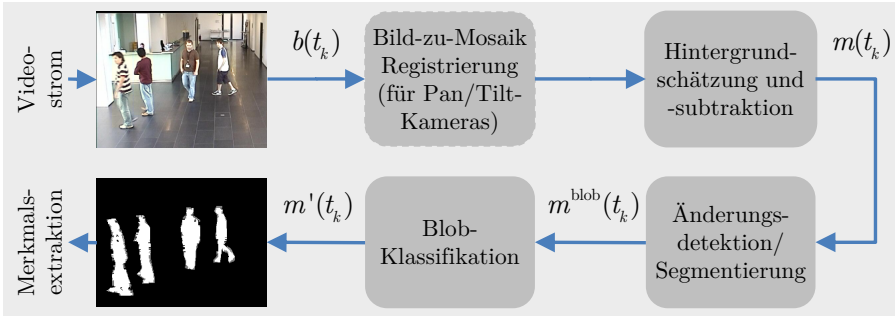 Video-
strom
b(t_k)
Bild-zu-Mosaik
Registrierung
(für Pan/Tilt-
Kameras)
Hintergrund-
schätzung und
-subtraktion
m(t_k)
Änderungs-
detektion/
Segmentierung
m^blob(t_k)
Blob-
Klassifikation
m'(t_k)
Merkmals-
extraktion